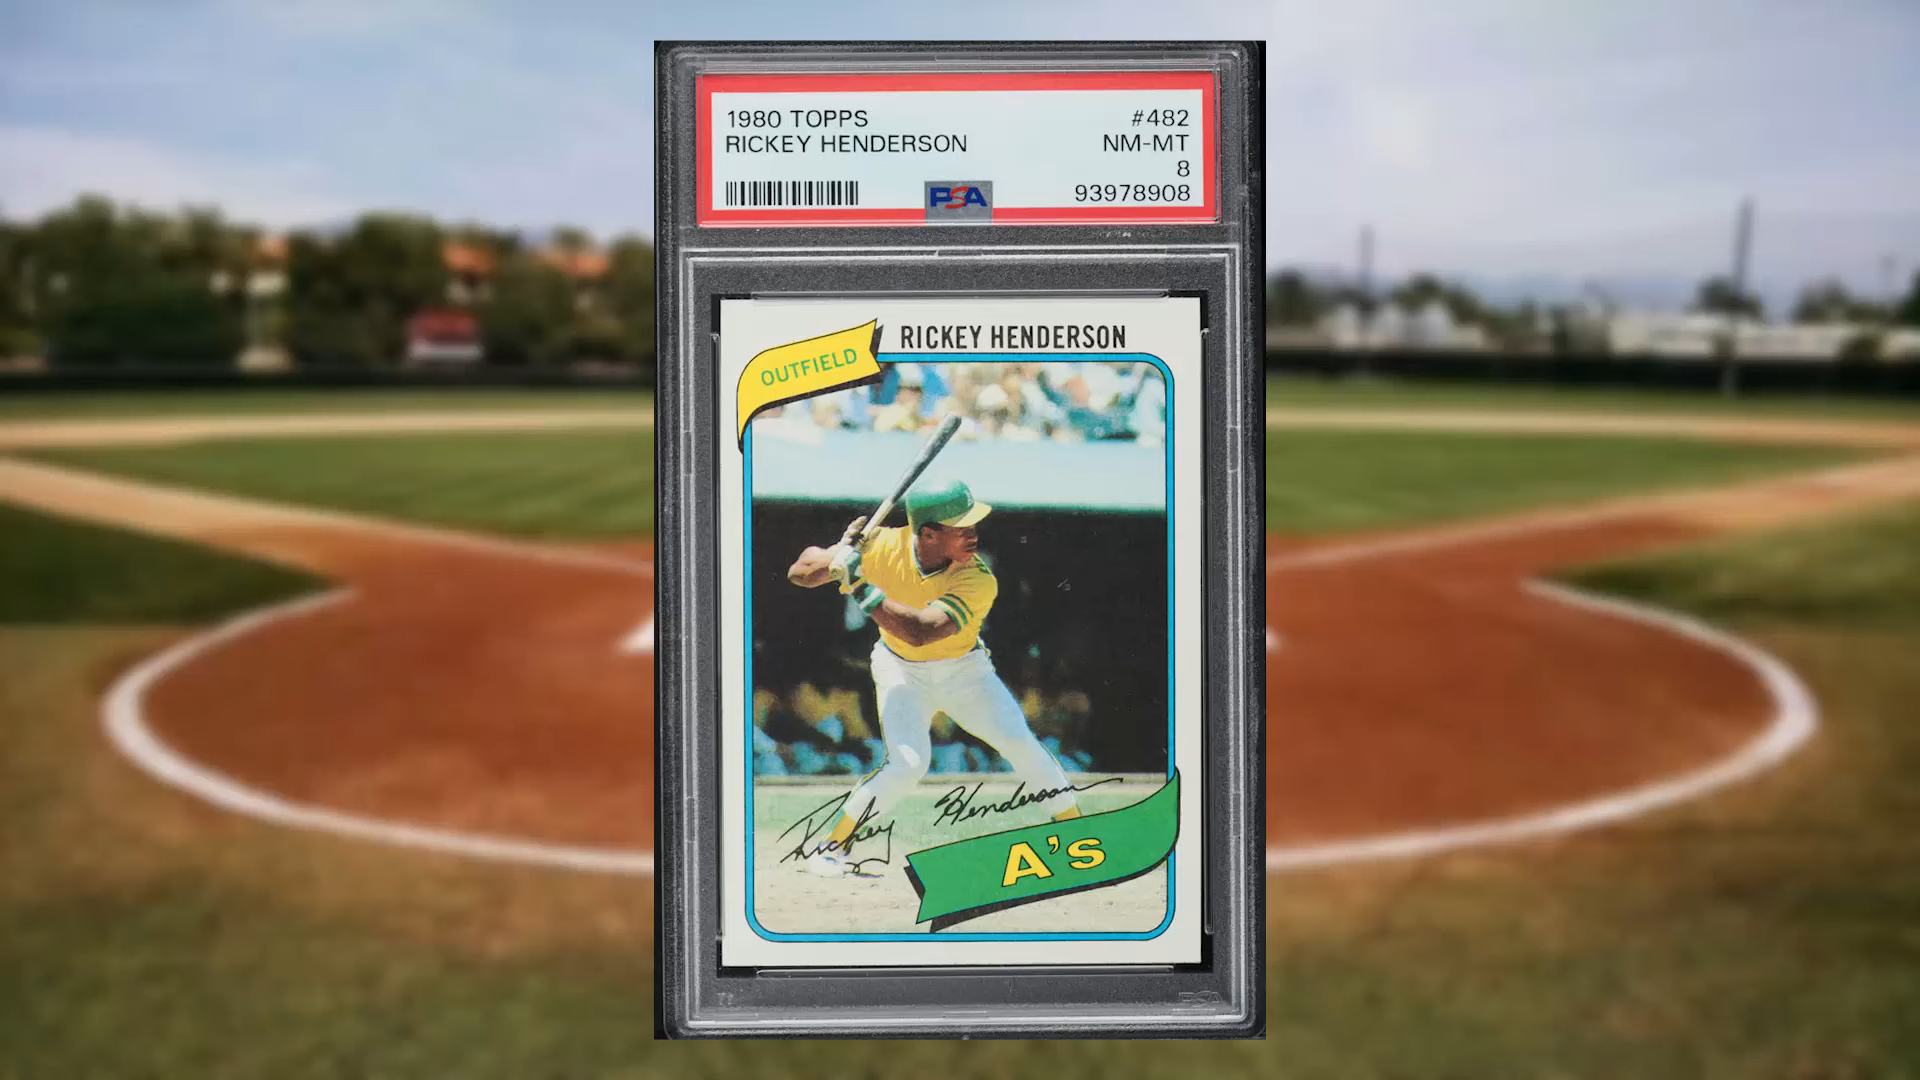 1980 TOPPS #482
RICKEY HENDERSON NM-MT
8
PSA 93978908
RICKEY HENDERSON
OUTFIELD
Rickey Henderson
A's